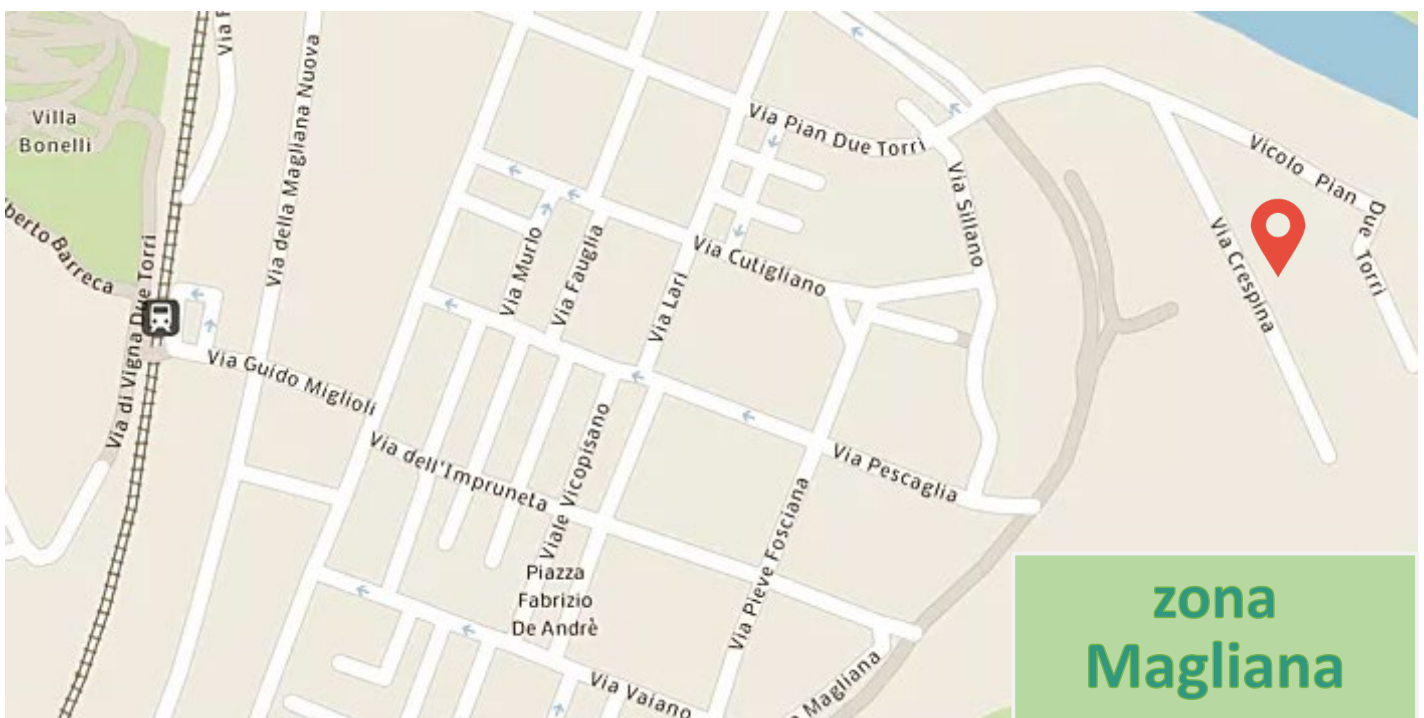 Via F
Villa
Bonelli
Via della Magliana Nuova
Via Pian Due Torri
Vicolo Pian Due Torri
Via Sillano
berto Barreca
Via di Vigna Due Torri
Via Murlo
Via Fauglia
Via Lari
Via Cutigliano
Via Crespina
Via Guido Miglioli
Via dell'Impruneta
Viale Vicopisano
Via Pescaglia
Via Pieve Fosciana
Piazza
Fabrizio
De Andrè
Via Vaiano
Magliana
zona
Magliana